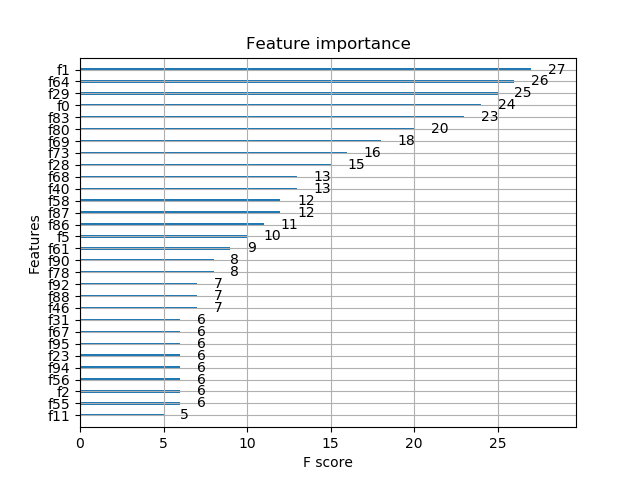 Feature importance
f1 27
f64 26
f29 25
f0 24
f83 23
f80 20
f69 18
f73 16
f28 15
f68 13
f40 13
f58 12
f87 12
f86 11
f5 10
f61 9
f90 8
f78 8
f92 7
f88 7
f46 7
f31 6
f67 6
f95 6
f23 6
f94 6
f56 6
f2 6
f55 6
f11 5
Features
0 5 10 15 20 25
F score